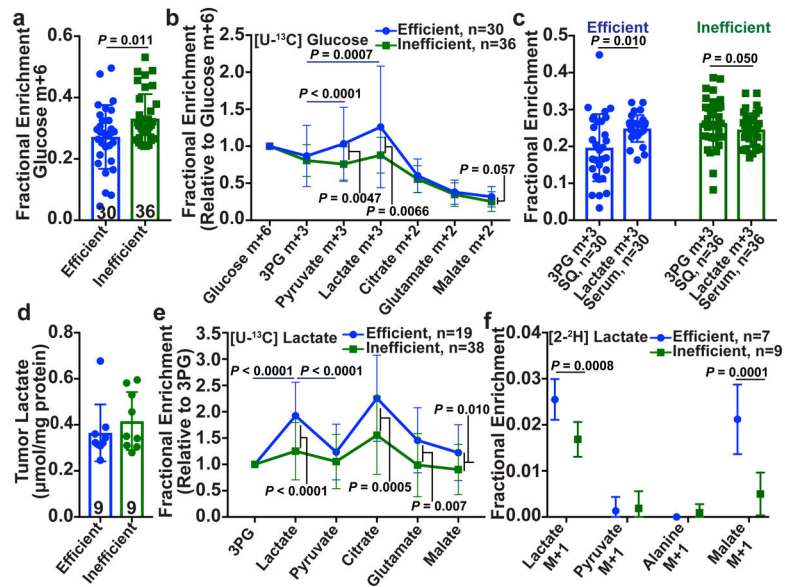 a
Fractional Enrichment
Glucose m+6
0.8
0.6
0.4
0.2
0.0
P = 0.011
30
36
Efficient
Inefficient
b
Fractional Enrichment
(Relative to Glucose m+6)
[U-¹³C] Glucose
Efficient, n=30
Inefficient, n=36
2.5
2.0
1.5
1.0
0.5
0.0
P = 0.0007
P < 0.0001
P = 0.0047
P = 0.0066
P = 0.057
Glucose m+6
3PG m+3
Pyruvate m+3
Lactate m+3
Citrate m+2
Glutamate m+2
Malate m+2
c
Fractional Enrichment
Efficient
Inefficient
P = 0.010
P = 0.050
0.5
0.4
0.3
0.2
0.1
0.0
3PG m+3
SQ, n=30
Lactate m+3
Serum, n=30
3PG m+3
SQ, n=36
Lactate m+3
Serum, n=36
d
Tumor Lactate
(μmol/mg protein)
0.8
0.6
0.4
0.2
0.0
9
9
Efficient
Inefficient
e
Fractional Enrichment
(Relative to 3PG)
[U-¹³C] Lactate
Efficient, n=19
Inefficient, n=38
3.5
3.0
2.5
2.0
1.5
1.0
0.5
0.0
P < 0.0001
P < 0.0001
P = 0.010
P < 0.0001
P = 0.0005
P = 0.007
3PG
Lactate
Pyruvate
Citrate
Glutamate
Malate
f
Fractional Enrichment
[2-²H] Lactate
Efficient, n=7
Inefficient, n=9
0.04
0.03
0.02
0.01
0.00
P = 0.0008
P = 0.0001
Lactate
M+1
Pyruvate
M+1
Alanine
M+1
Malate
M+1